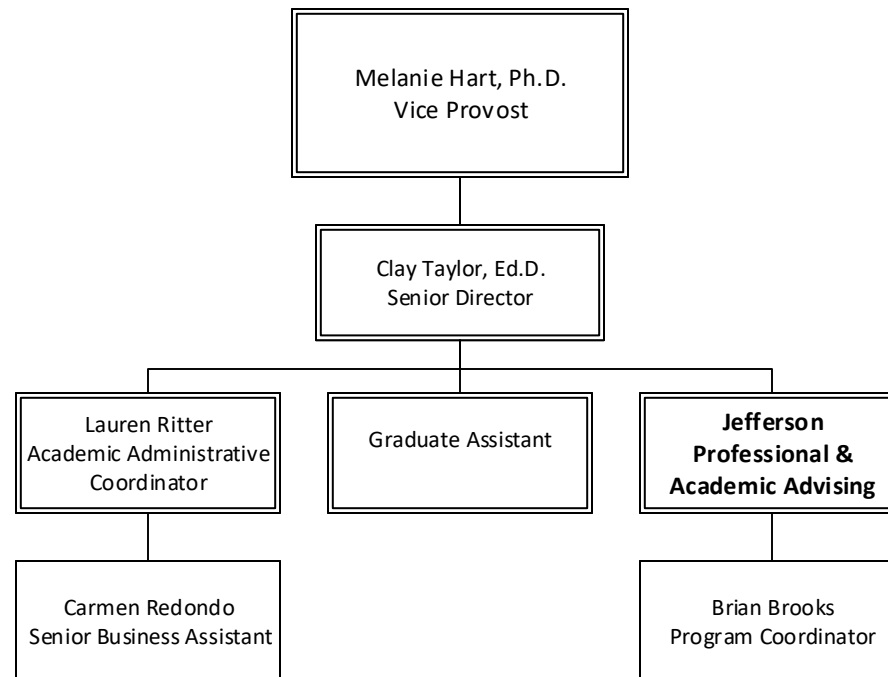 Melanie Hart, Ph.D.
Vice Provost
Clay Taylor, Ed.D.
Senior Director
Lauren Ritter
Academic Administrative
Coordinator
Graduate Assistant
Jefferson
Professional &
Academic Advising
Carmen Redondo
Senior Business Assistant
Brian Brooks
Program Coordinator